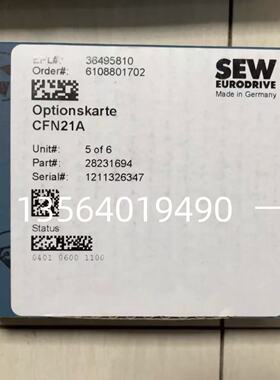 36495810
Order#: 6108801702
SEW
EURODRIVE
Made in Germany
Optionskarte
CFN21A
Unit#: 5 of 6
Part#: 28231694
Serial#: 1211326347
13564019490
Status
0401 0600 1100